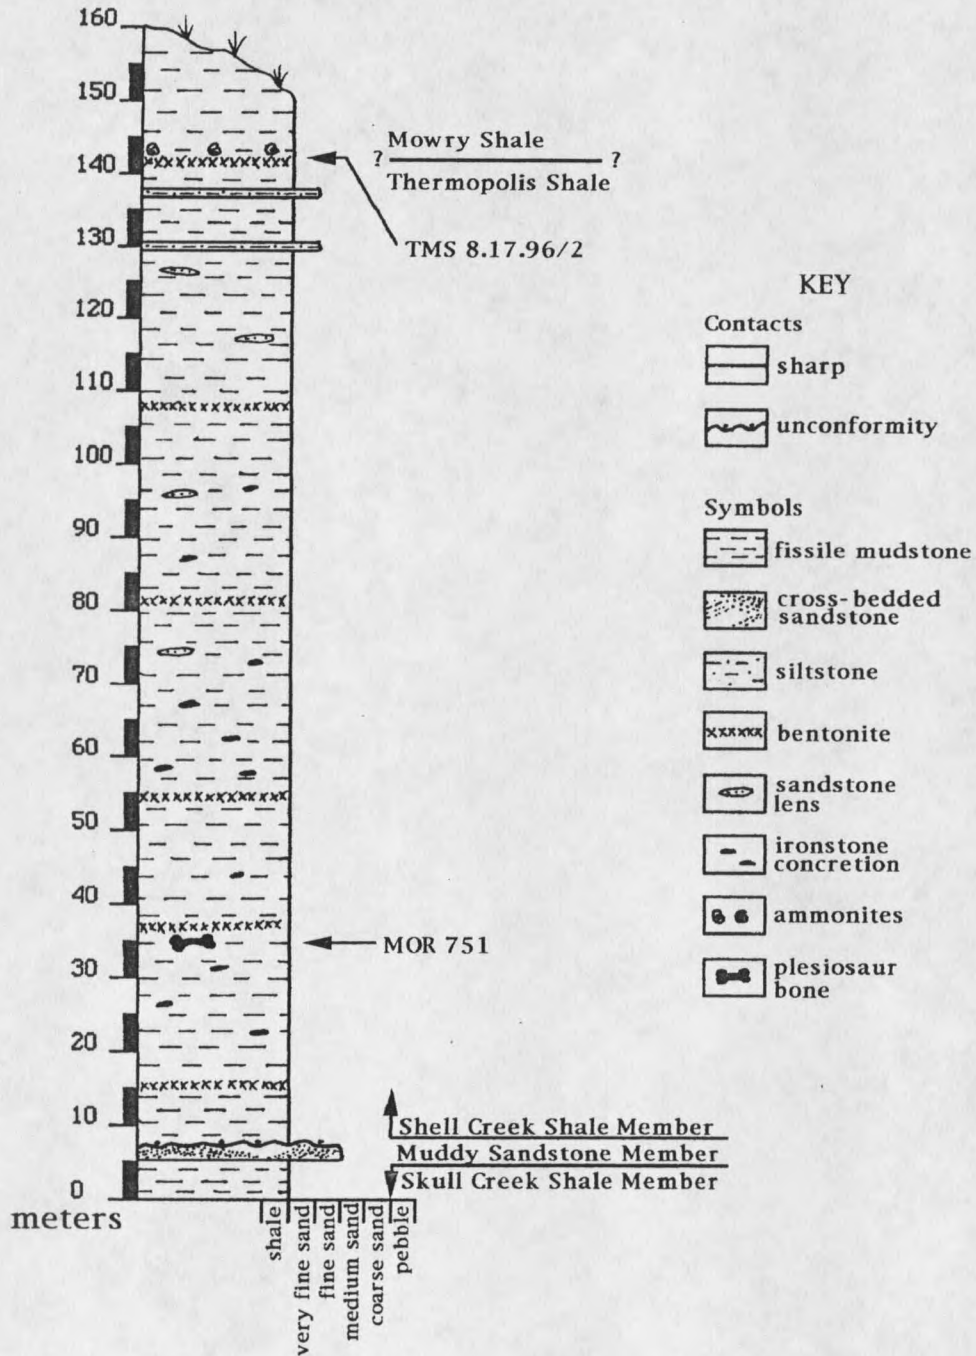 160
150
140
130
120
110
100
90
80
70
60
50
40
30
20
10
0
meters
? Mowry Shale ?
Thermopolis Shale
TMS 8.17.96/2
MOR 751
Shell Creek Shale Member
Muddy Sandstone Member
Skull Creek Shale Member
shale
very fine sand
fine sand
medium sand
coarse sand
pebble
KEY
Contacts
sharp
unconformity
Symbols
fissile mudstone
cross-bedded
sandstone
siltstone
bentonite
sandstone
lens
ironstone
concretion
ammonites
plesiosaur
bone